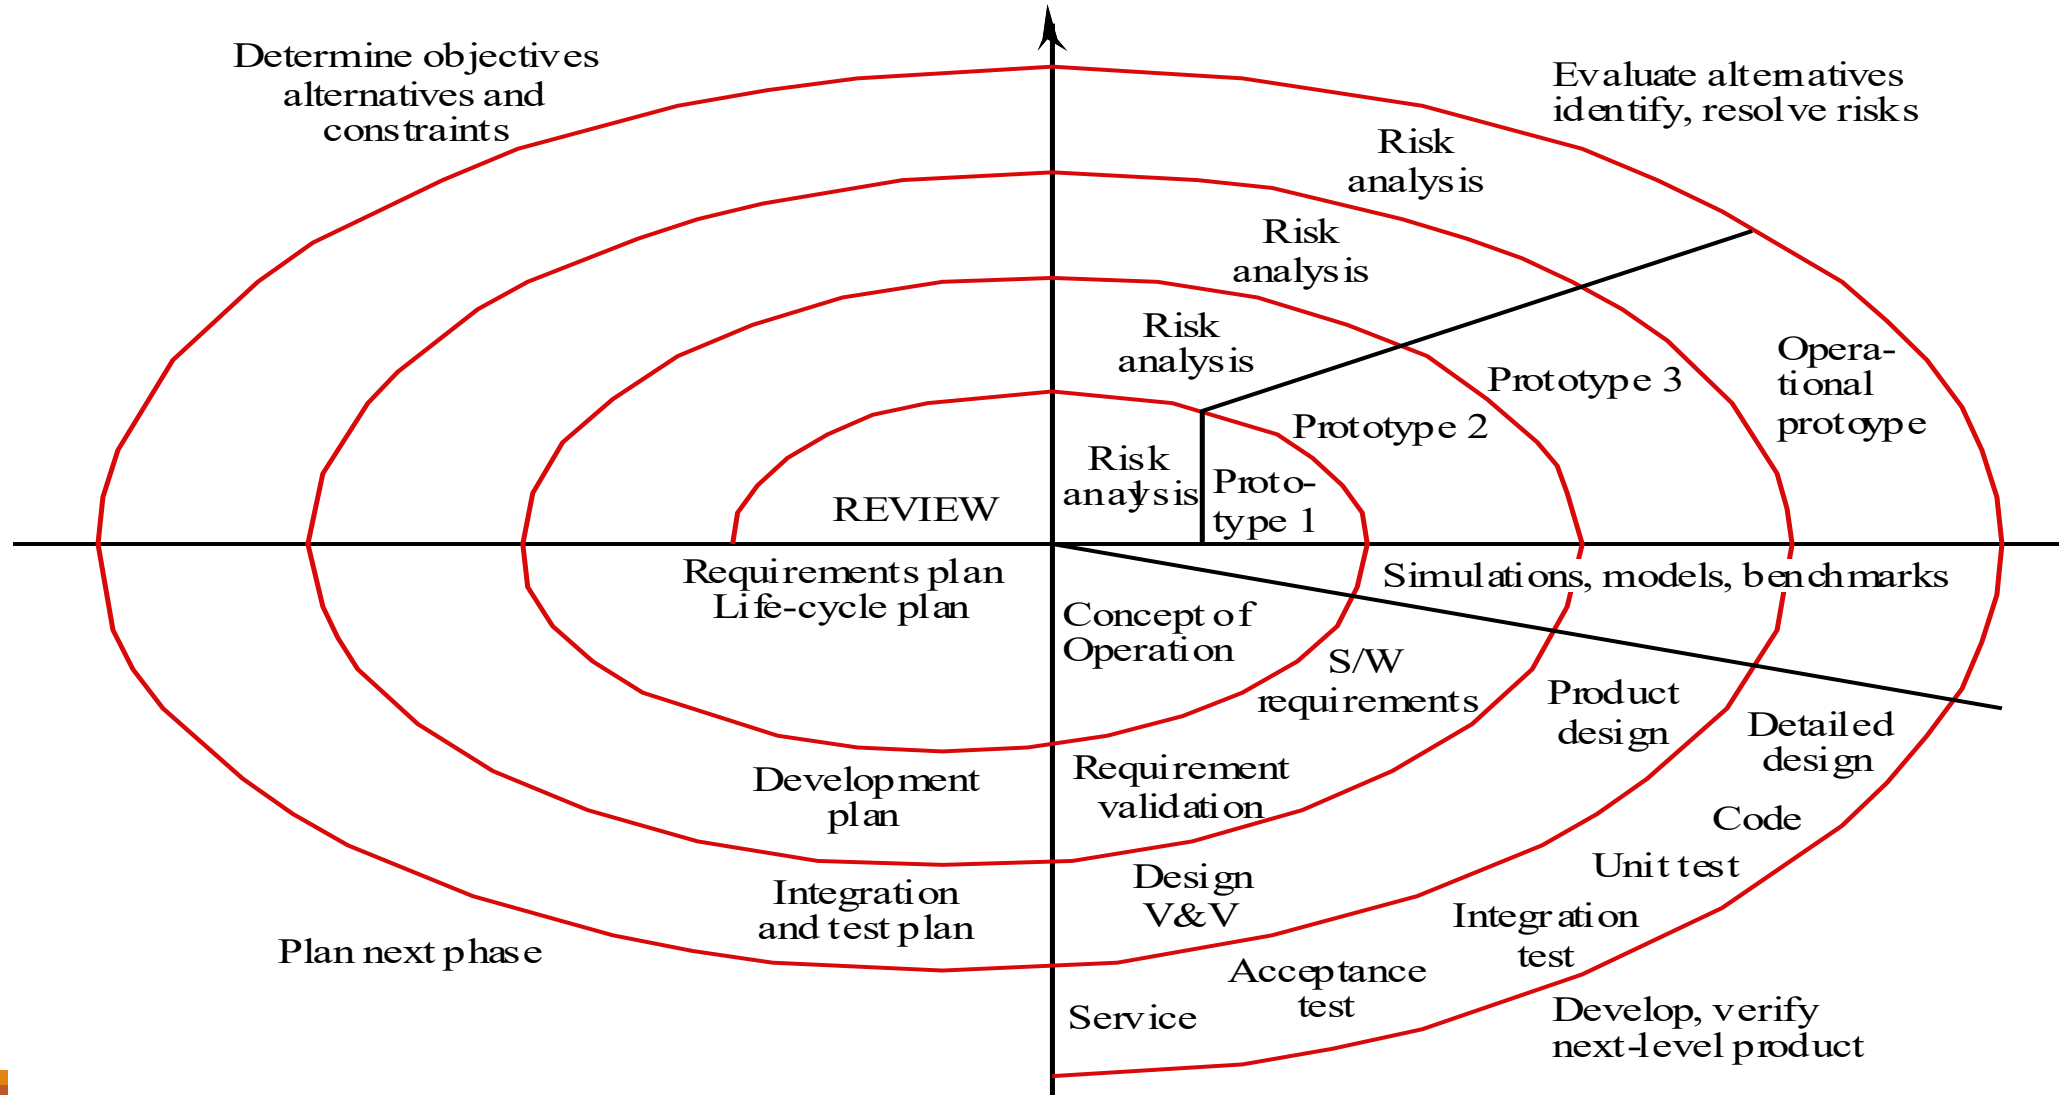 Determine objectives
alternatives and
constraints
Evaluate alternatives
identify, resolve risks
Risk
analysis
Risk
analysis
Risk
analysis
Risk
analysis
Proto-
type 1
Prototype 2
Prototype 3
Opera-
tional
protoype
REVIEW
Requirements plan
Life-cycle plan
Simulations, models, benchmarks
Concept of
Operation
S/W
requirements
Product
design
Detailed
design
Development
plan
Requirement
validation
Code
Unit test
Integration
and test plan
Design
V&V
Integration
test
Plan next phase
Acceptance
test
Service
Develop, verify
next-level product